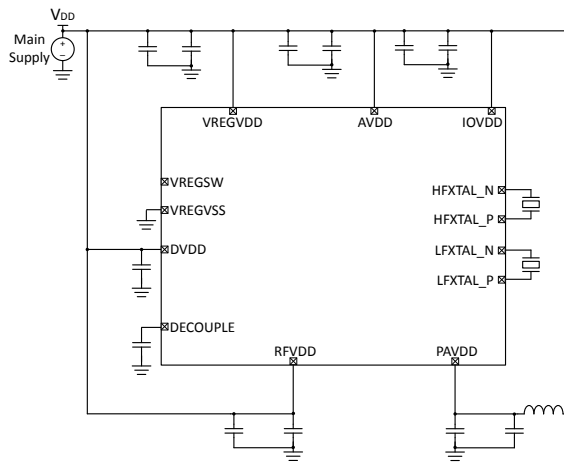 VDD
Main
Supply
+
–
VREGVDD
AVDD
IOVDD
VREGSW
HFXTAL_N
VREGVSS
HFXTAL_P
DVDD
LFXTAL_N
LFXTAL_P
DECOUPLE
RFVDD
PAVDD